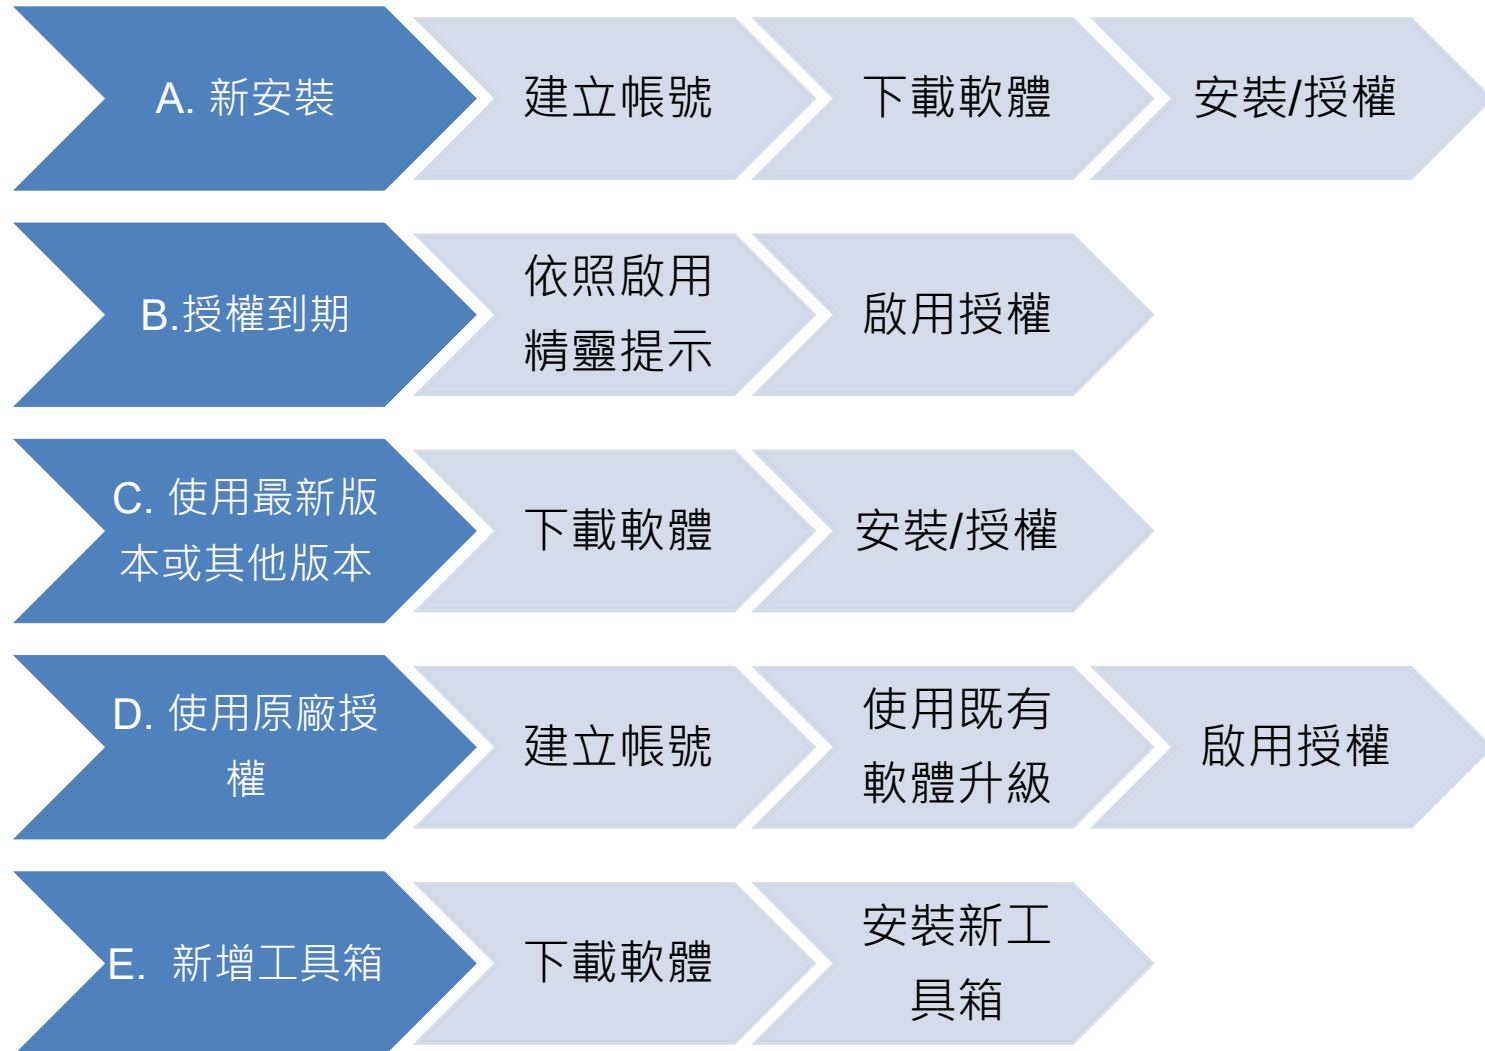 A. 新安裝
建立帳號
下載軟體
安裝/授權
B.授權到期
依照啟用
精靈提示
啟用授權
C. 使用最新版
本或其他版本
下載軟體
安裝/授權
D. 使用原廠授
權
建立帳號
使用既有
軟體升級
啟用授權
E. 新增工具箱
下載軟體
安裝新工
具箱